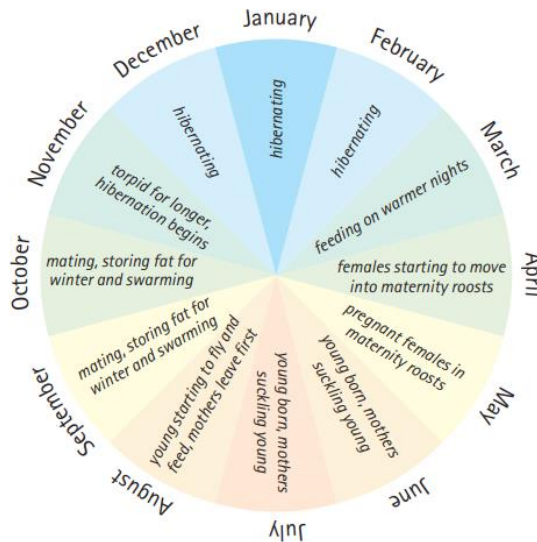 January
hibernating
February
hibernating
March
feeding on warmer nights
April
females starting to move
into maternity roosts
May
pregnant females in
maternity roosts
June
young born, mothers
suckling young
July
young born, mothers
suckling young
August
young starting to fly and
feed, mothers leave first
September
mating, storing fat for
winter and swarming
October
mating, storing fat for
winter and swarming
November
torpid for longer,
hibernation begins
December
hibernating